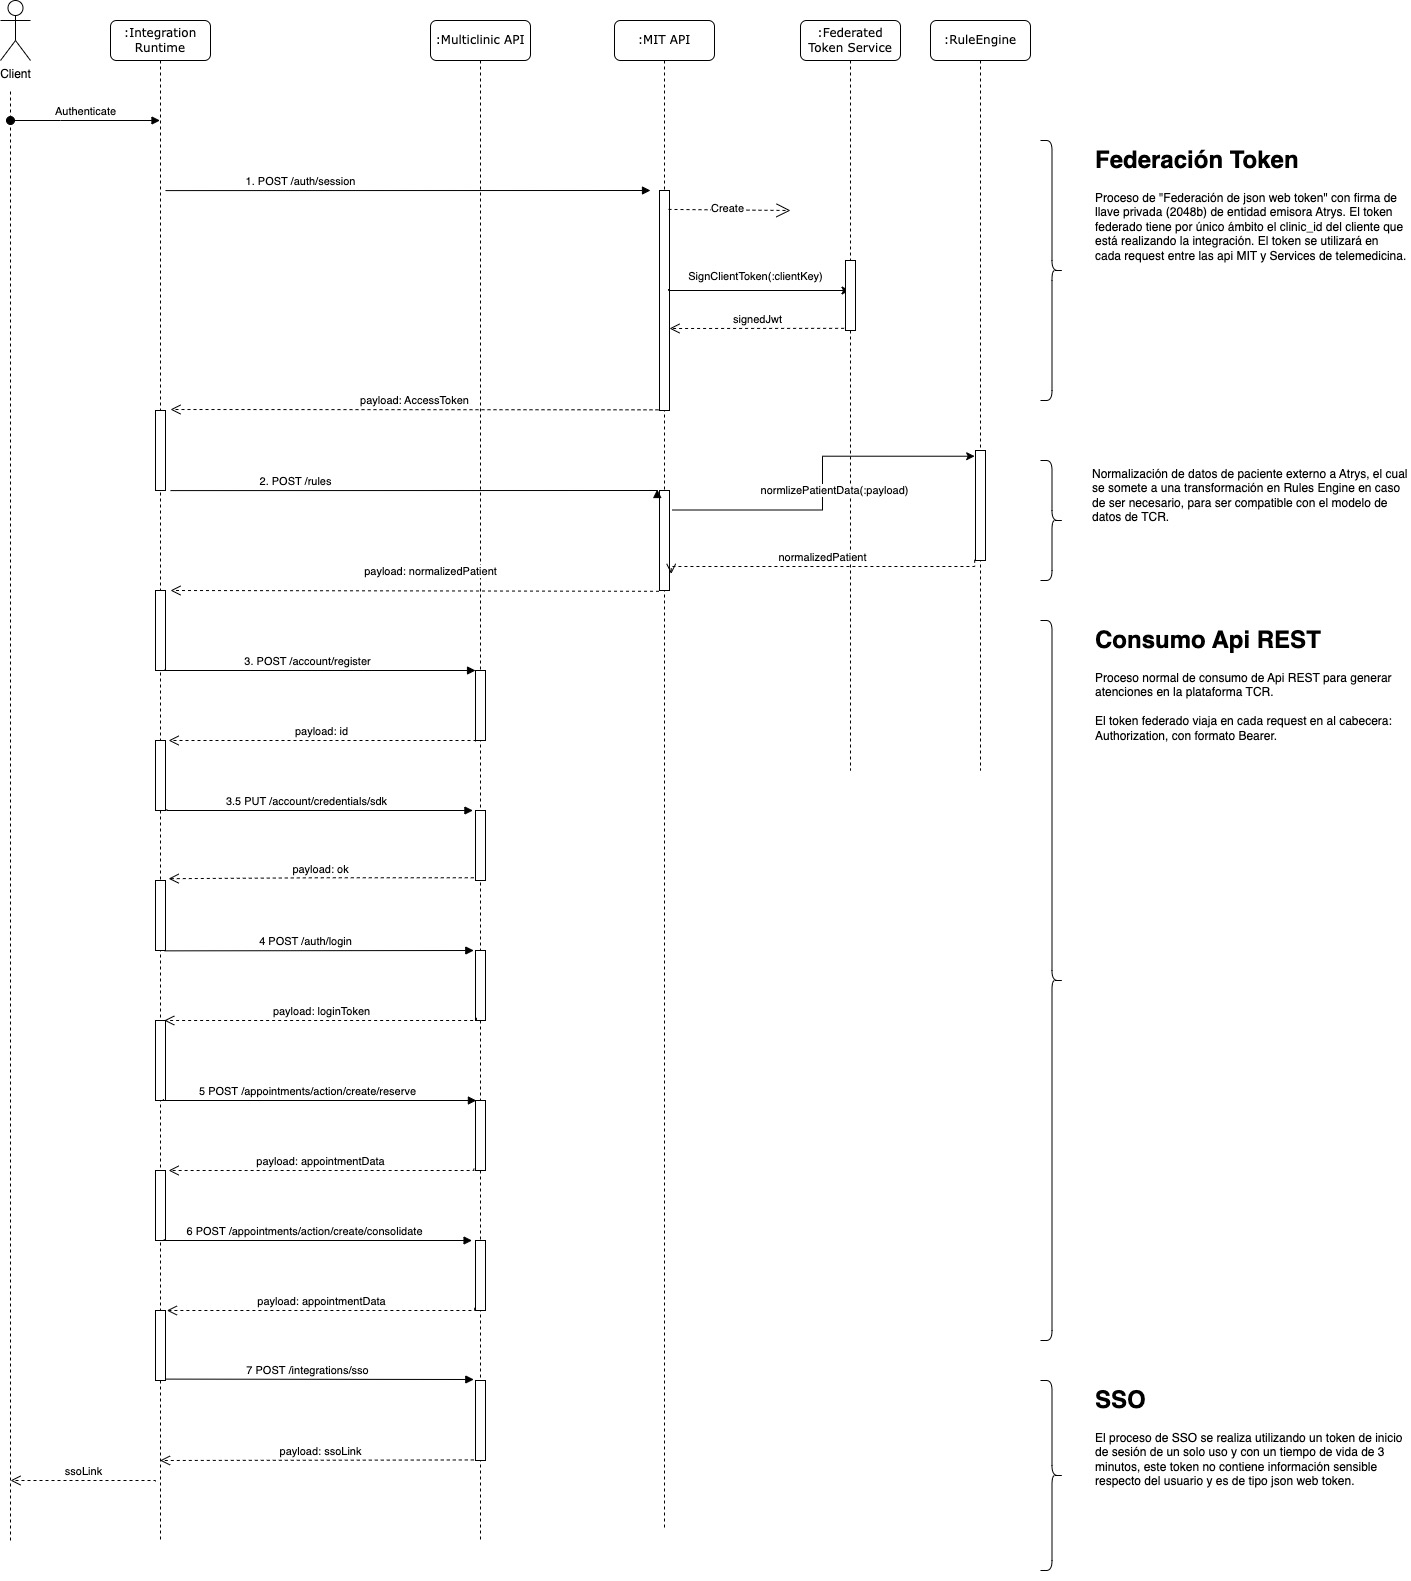 Client
:Integration
Runtime
:Multiclinic API
:MIT API
:Federated
Token Service
:RuleEngine
Authenticate
Federación Token
Proceso de "Federación de json web token" con firma de
llave privada (2048b) de entidad emisora Atrys. El token
federado tiene por único ámbito el clinic_id del cliente que
está realizando la integración. El token se utilizará en
cada request entre las api MIT y Services de telemedicina.
1. POST /auth/session
Create
SignClientToken(:clientKey)
signedJwt
payload: AccessToken
2. POST /rules
normlizePatientData(:payload)
Normalización de datos de paciente externo a Atrys, el cual
se somete a una transformación en Rules Engine en caso
de ser necesario, para ser compatible con el modelo de
datos de TCR.
normalizedPatient
payload: normalizedPatient
Consumo Api REST
Proceso normal de consumo de Api REST para generar
atenciones en la plataforma TCR.
El token federado viaja en cada request en al cabecera:
Authorization, con formato Bearer.
3. POST /account/register
payload: id
3.5 PUT /account/credentials/sdk
payload: ok
4 POST /auth/login
payload: loginToken
5 POST /appointments/action/create/reserve
payload: appointmentData
6 POST /appointments/action/create/consolidate
payload: appointmentData
7 POST /integrations/sso
SSO
El proceso de SSO se realiza utilizando un token de inicio
de sesión de un solo uso y con un tiempo de vida de 3
minutos, este token no contiene información sensible
respecto del usuario y es de tipo json web token.
payload: ssoLink
ssoLink